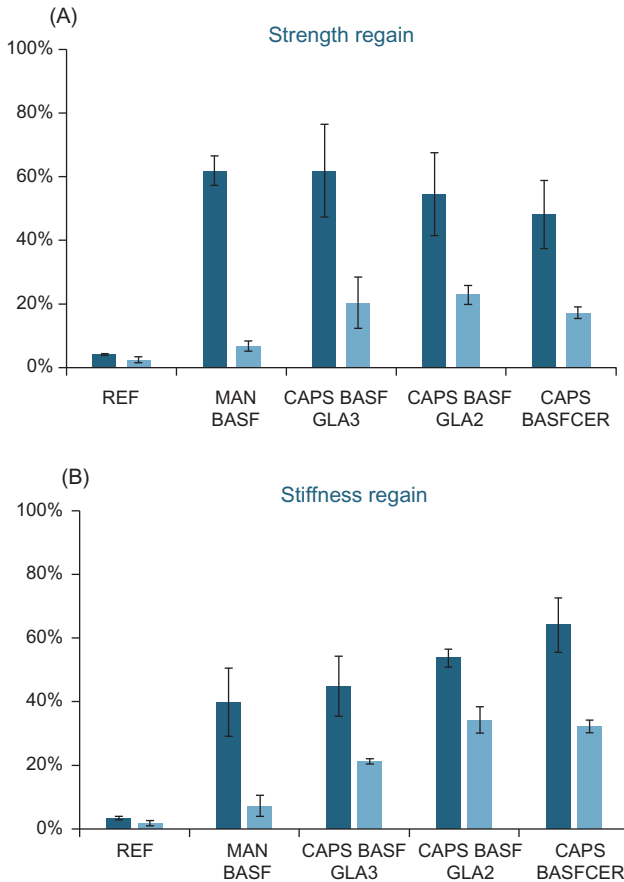 (A)
Strength regain
100%
80%
60%
40%
20%
0%
REF
MAN
BASF
CAPS BASF
GLA3
CAPS BASF
GLA2
CAPS
BASFCER
(B)
Stiffness regain
100%
80%
60%
40%
20%
0%
REF
MAN
BASF
CAPS BASF
GLA3
CAPS BASF
GLA2
CAPS
BASFCER